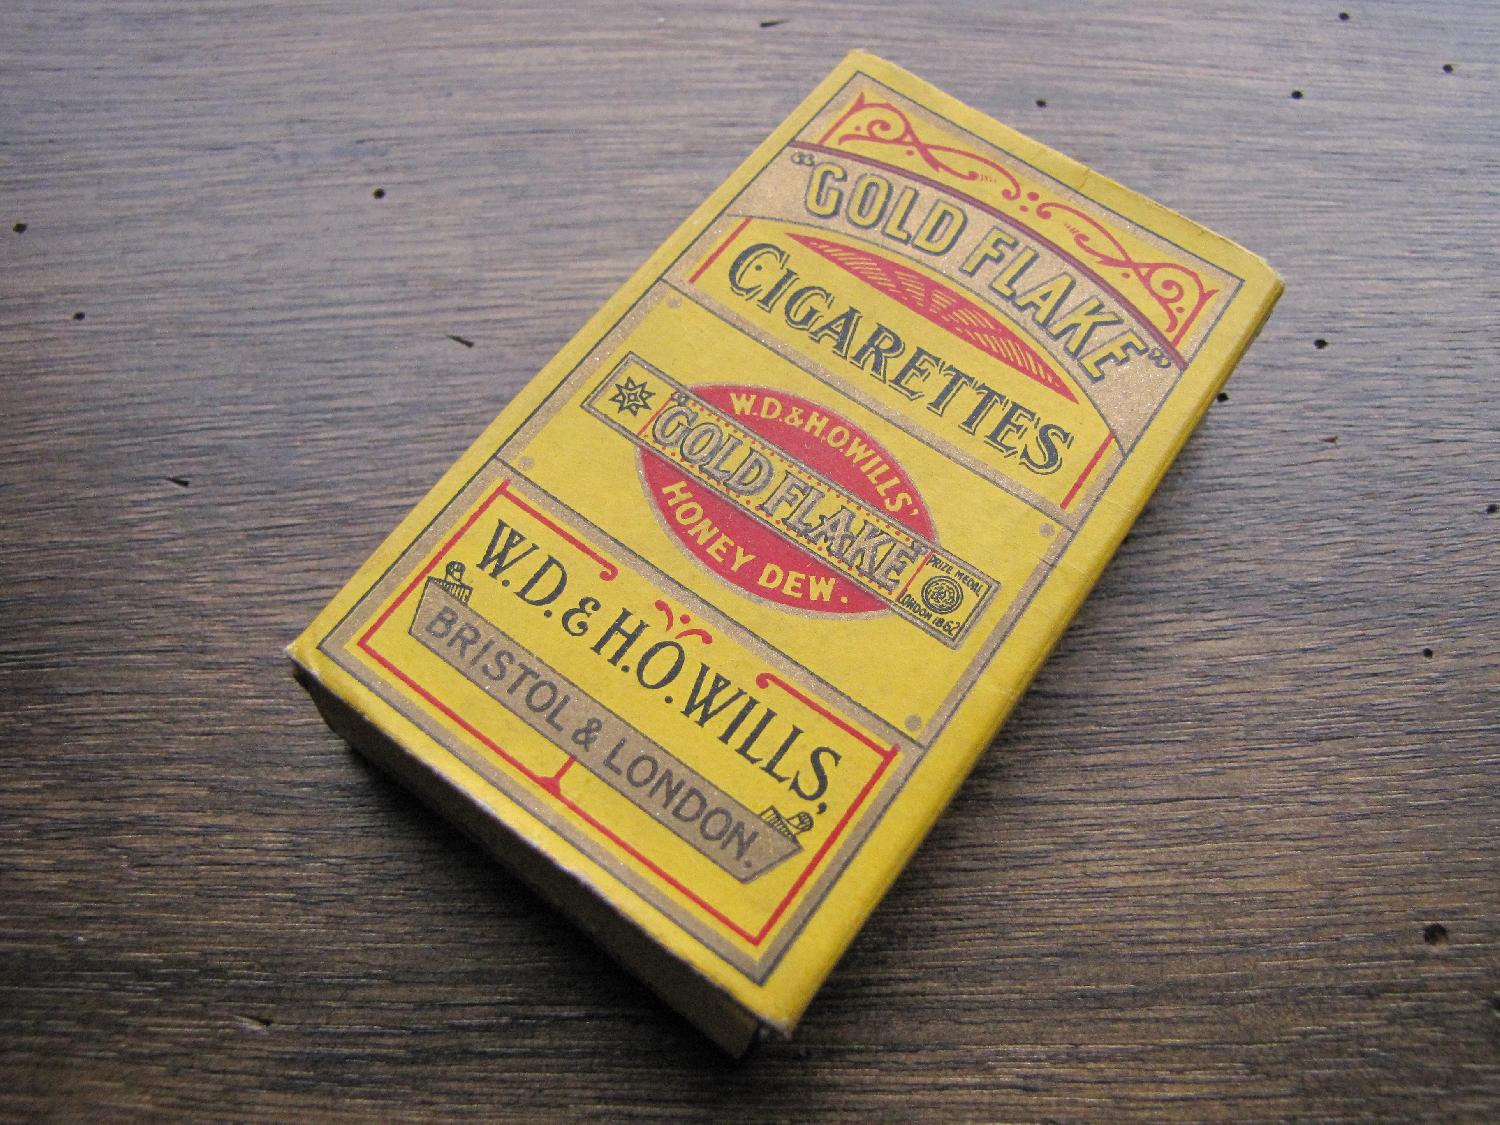 "GOLD FLAKE"
CIGARETTES
W.D.&H.O.WILLS'
"GOLD FLAKE"
HONEY DEW.
PRIZE MEDAL
LONDON 1862
W.D.&H.O.WILLS,
BRISTOL & LONDON.